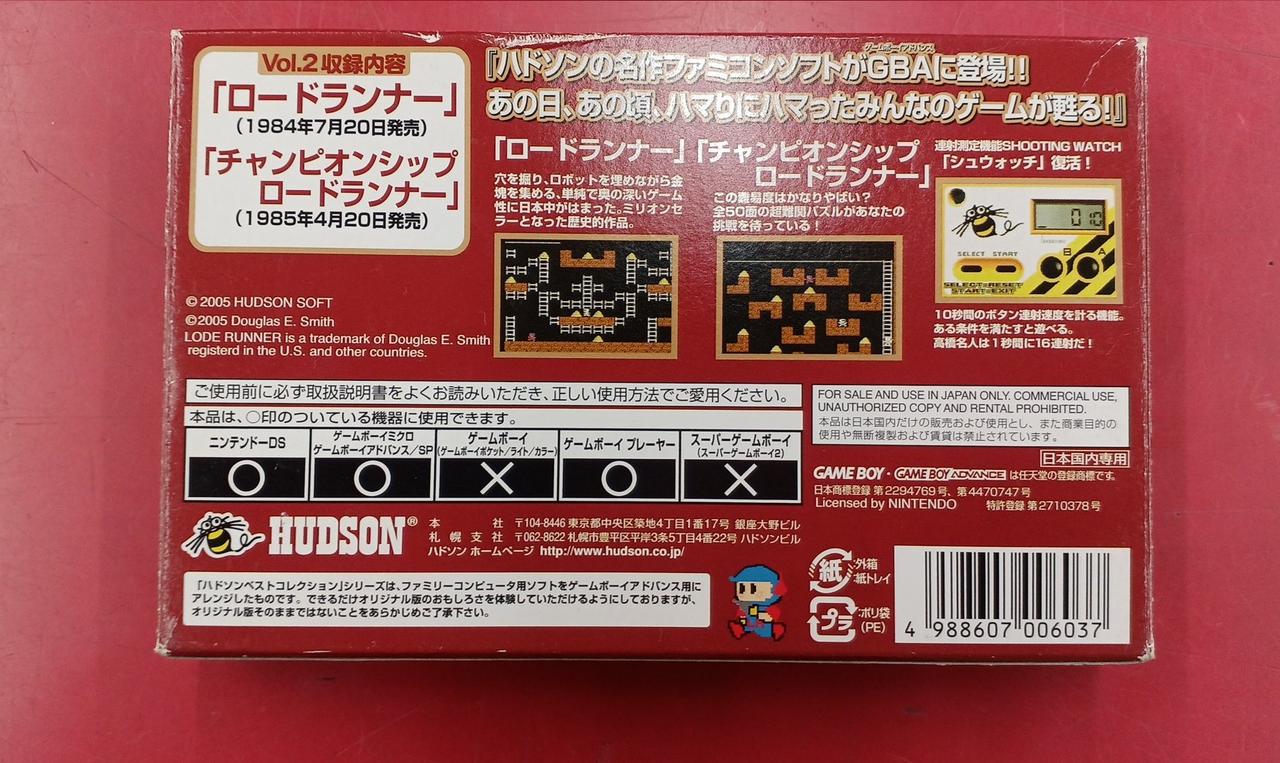 Vol.2 収録内容
「ロードランナー」
(1984年7月20日発売)
「チャンピオンシップ
ロードランナー」
(1985年4月20日発売)
ゲームボーイアドバンス
『ハドソンの名作ファミコンソフトがGBAに登場!!
あの日、あの頃、ハマりにハマったみんなのゲームが甦る!』
「ロードランナー」
穴を掘り、ロボットを埋めながら金
塊を集める、単純で奥の深いゲーム
性に日本中がはまった。ミリオンセ
ラーとなった歴史的作品。
「チャンピオンシップ
ロードランナー」
この難易度はかなりやばい?
全50面の超難関パズルがあなたの
挑戦を待っている!
連射測定機能SHOOTING WATCH
「シュウォッチ」復活!
010
SELECT START
B A
SELECT=RESET
START=EXIT
10秒間のボタン連射速度を計る機能。
ある条件を満たすと遊べる。
高橋名人は1秒間に16連射だ!
© 2005 HUDSON SOFT
©2005 Douglas E. Smith
LODE RUNNER is a trademark of Douglas E. Smith
registerd in the U.S. and other countries.
ご使用前に必ず取扱説明書をよくお読みいただき、正しい使用方法でご愛用ください。
本品は、○印のついている機器に使用できます。
ニンテンドーDS
○
ゲームボーイミクロ
ゲームボーイアドバンス/SP
○
ゲームボーイ
(ゲームボーイポケット/ライト/カラー)
×
ゲームボーイ プレーヤー
○
スーパーゲームボーイ
(スーパーゲームボーイ2)
×
FOR SALE AND USE IN JAPAN ONLY. COMMERCIAL USE,
UNAUTHORIZED COPY AND RENTAL PROHIBITED.
本品は日本国内だけの販売および使用とし、また商業目的の
使用や無断複製および賃貸は禁止します。
日本国内専用
GAME BOY・GAME BOY ADVANCE は任天堂の登録商標です。
日本商標登録 第2294769号、第4470747号
Licensed by NINTENDO 特許登録 第2710378号
HUDSON®
本社 〒104-8446 東京都中央区築地4丁目1番17号 銀座大野ビル
札幌支社 〒062-8622 札幌市豊平区平岸3条5丁目4番22号 ハドソンビル
ハドソン ホームページ http://www.hudson.co.jp/
「ハドソンベストコレクション」シリーズは、ファミリーコンピュータ用ソフトをゲームボーイアドバンス用に
アレンジしたものです。できるだけオリジナル版のおもしろさを体験していただけるようにしておりますが、
オリジナル版そのままではないことをあらかじめご了承下さい。
紙
:外箱
:紙トレイ
プラ
:ポリ袋
(PE)
4 988607 006037